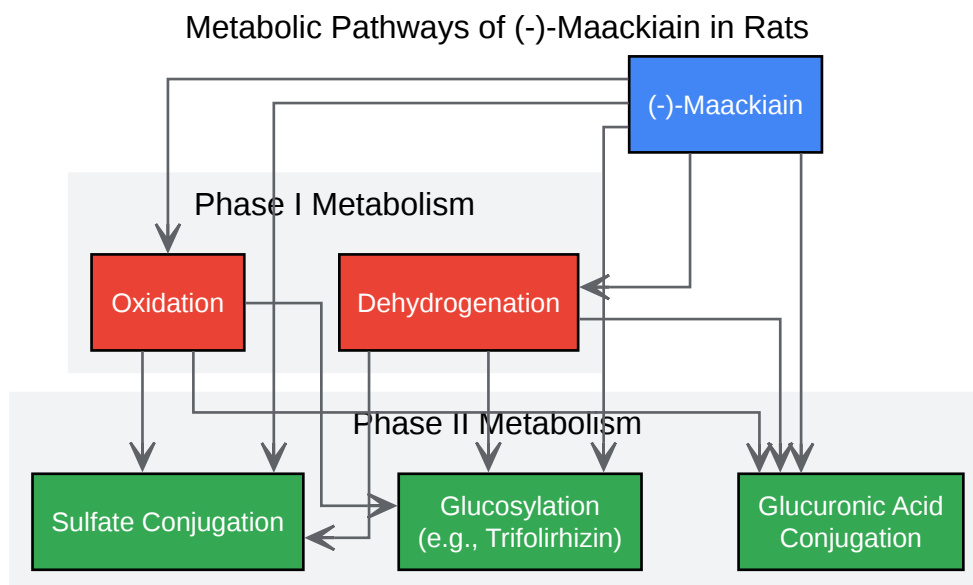 Metabolic Pathways of (-)-Maackiain in Rats
(-)-Maackiain
Phase I Metabolism
Oxidation
Dehydrogenation
Phase II Metabolism
Sulfate Conjugation
Glucosylation
(e.g., Trifolirhizin)
Glucuronic Acid
Conjugation